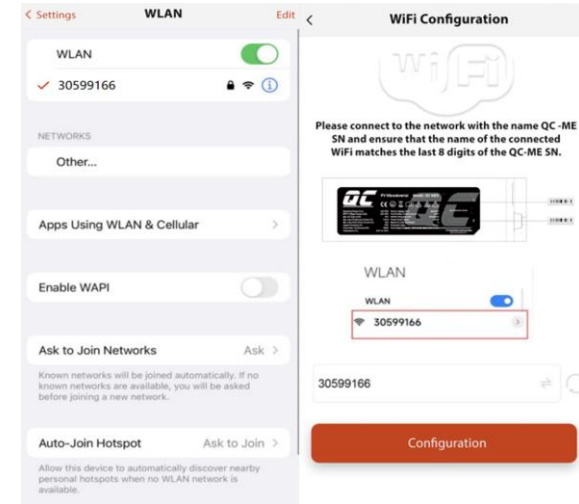 Settings WLAN Edit
WLAN
30599166
NETWORKS
Other...
Apps Using WLAN & Cellular
Enable WAPI
Ask to Join Networks Ask
Known networks will be joined automatically. If no
known networks are available, you will be asked
before joining a new network.
Auto-Join Hotspot Ask to Join
Allow this device to automatically discover nearby
personal hotspots when no WLAN network is
available.
WiFi Configuration
WiFi
Please connect to the network with the name QC -ME
SN and ensure that the name of the connected
WiFi matches the last 8 digits of the QC-ME SN.
QC
WLAN
WLAN
30599166
30599166
Configuration